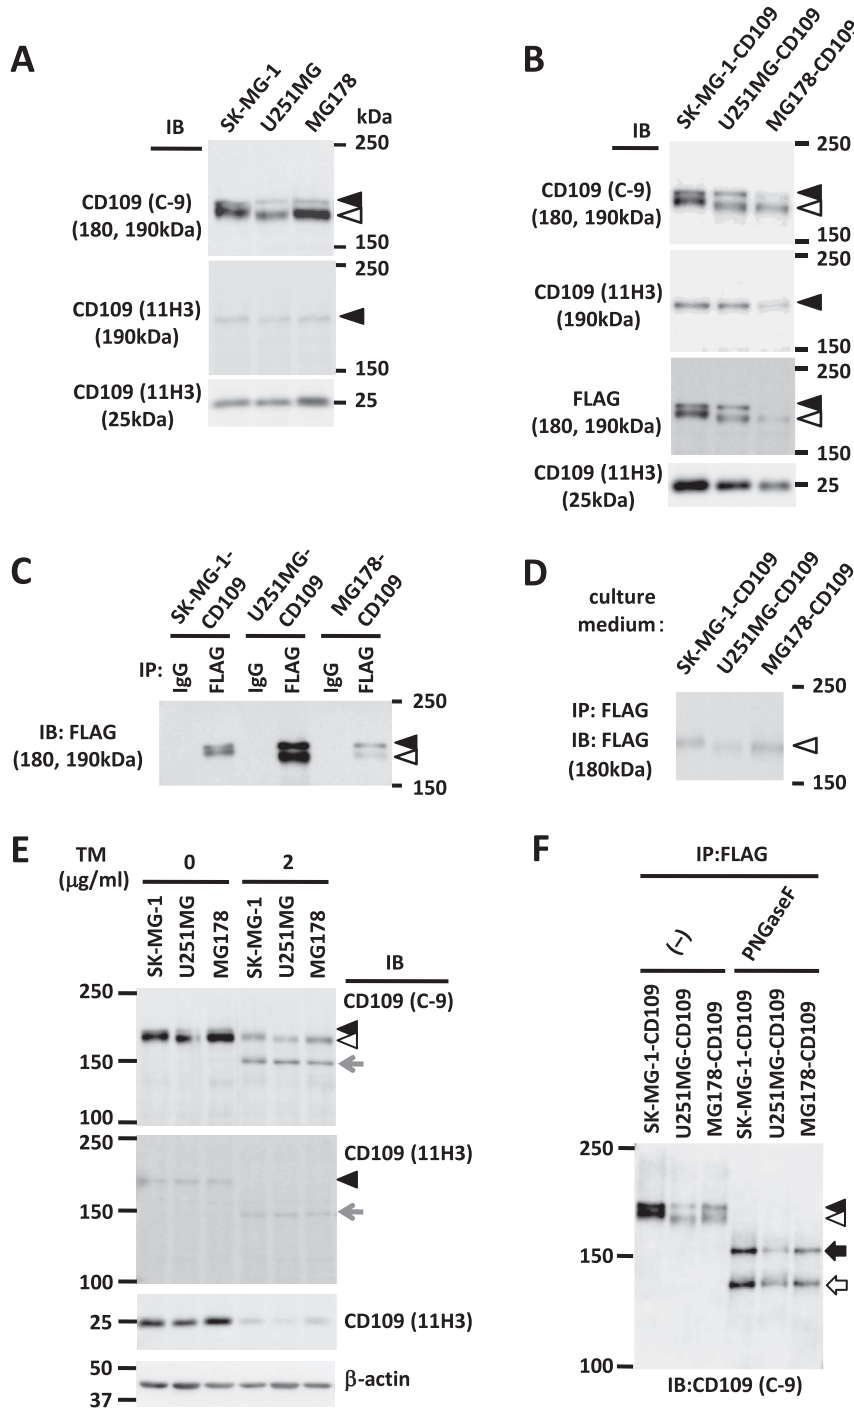 A
SK-MG-1
U251MG
MG178
kDa
IB
250
CD109 (C-9)
(180, 190kDa)
150
250
CD109 (11H3)
(190kDa)
150
CD109 (11H3)
(25kDa)
25
B
SK-MG-1-CD109
U251MG-CD109
MG178-CD109
IB
250
CD109 (C-9)
(180, 190kDa)
150
250
CD109 (11H3)
(190kDa)
150
250
FLAG
(180, 190kDa)
150
CD109 (11H3)
(25kDa)
25
C
SK-MG-1-
CD109
U251MG-
CD109
MG178-
CD109
IP:
IgG
FLAG
IgG
FLAG
IgG
FLAG
250
IB: FLAG
(180, 190kDa)
150
D
culture
medium:
SK-MG-1-CD109
U251MG-CD109
MG178-CD109
250
IP: FLAG
IB: FLAG
(180kDa)
150
E
TM
(μg/ml)
0
2
SK-MG-1
U251MG
MG178
SK-MG-1
U251MG
MG178
IB
250
CD109 (C-9)
150
100
250
CD109 (11H3)
150
100
25
CD109 (11H3)
50
β-actin
37
F
IP:FLAG
(−)
PNGaseF
SK-MG-1-CD109
U251MG-CD109
MG178-CD109
SK-MG-1-CD109
U251MG-CD109
MG178-CD109
250
150
100
IB:CD109 (C-9)